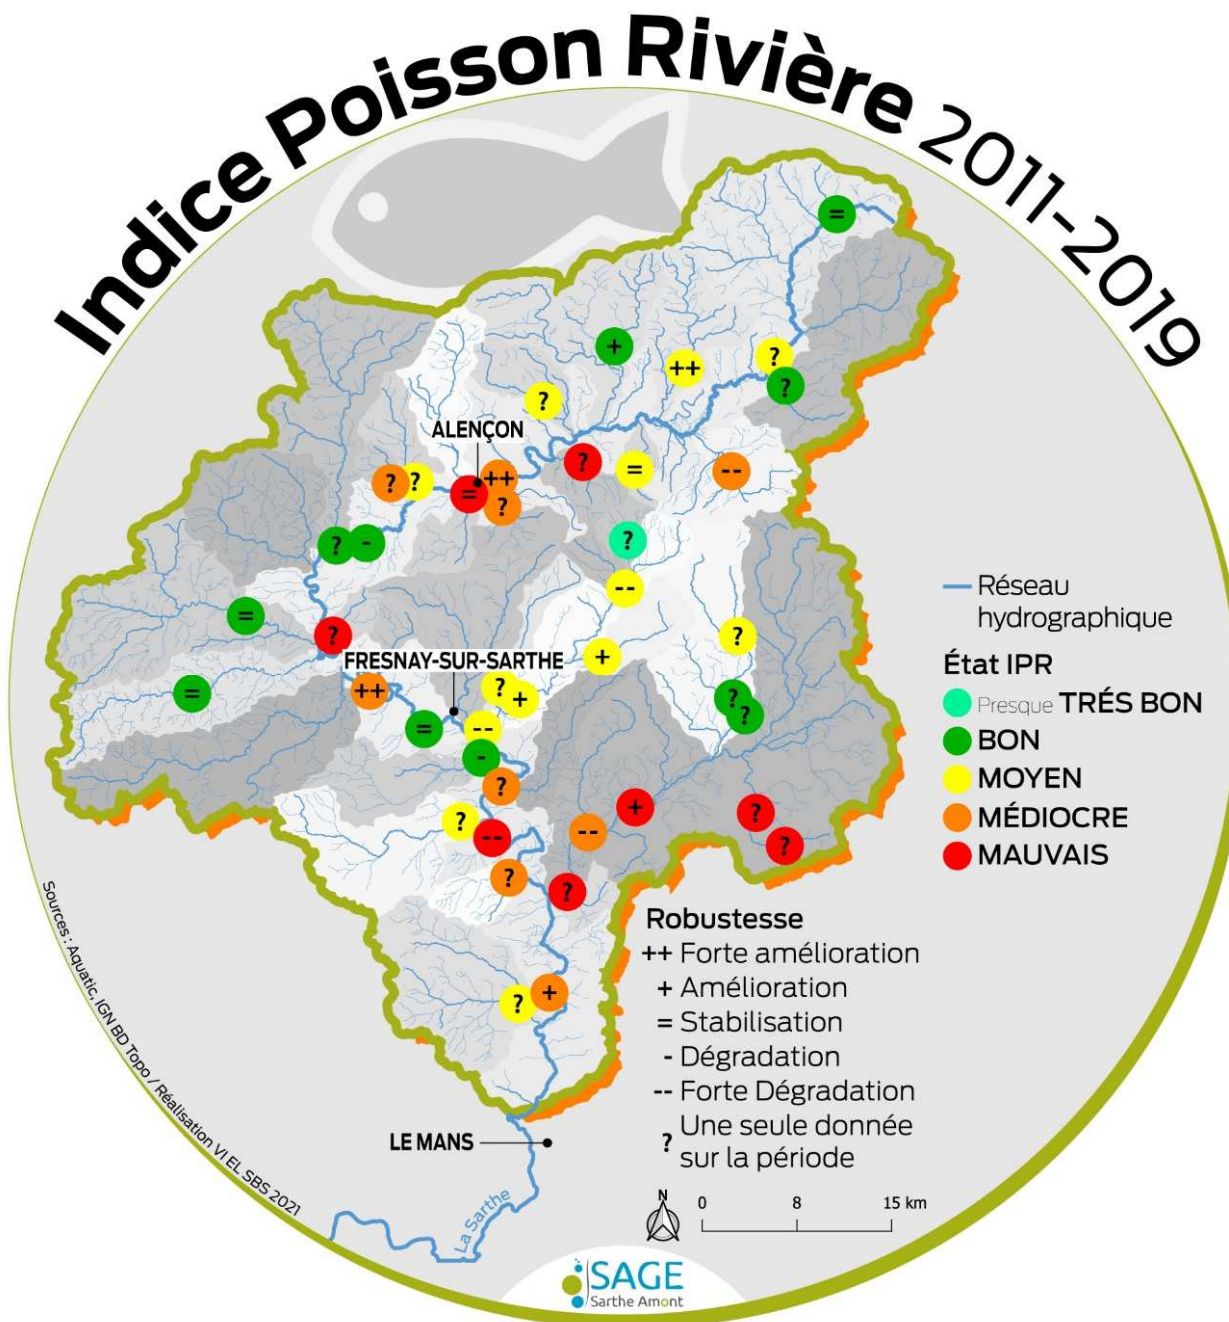 Indice Poisson Rivière 2011-2019
=
+
?
++
?
?
ALENÇON
?
=
--
?
?
++
=
?
?
-
?
?
--
=
?
?
+
FRESNAY-SUR-SARTHE
=
++
?
+
?
?
=
--
-
?
+
?
?
--
--
?
?
?
?
+
Réseau
hydrographique
État IPR
Presque TRÉS BON
BON
MOYEN
MÉDIOCRE
MAUVAIS
Robustesse
++ Forte amélioration
+ Amélioration
= Stabilisation
- Dégradation
-- Forte Dégradation
? Une seule donnée
sur la période
LE MANS
La Sarthe
N
0 8 15 km
Sources : Aquatic, IGN BD Topo / Réalisation VI EL SBS 2021
SAGE
Sarthe Amont